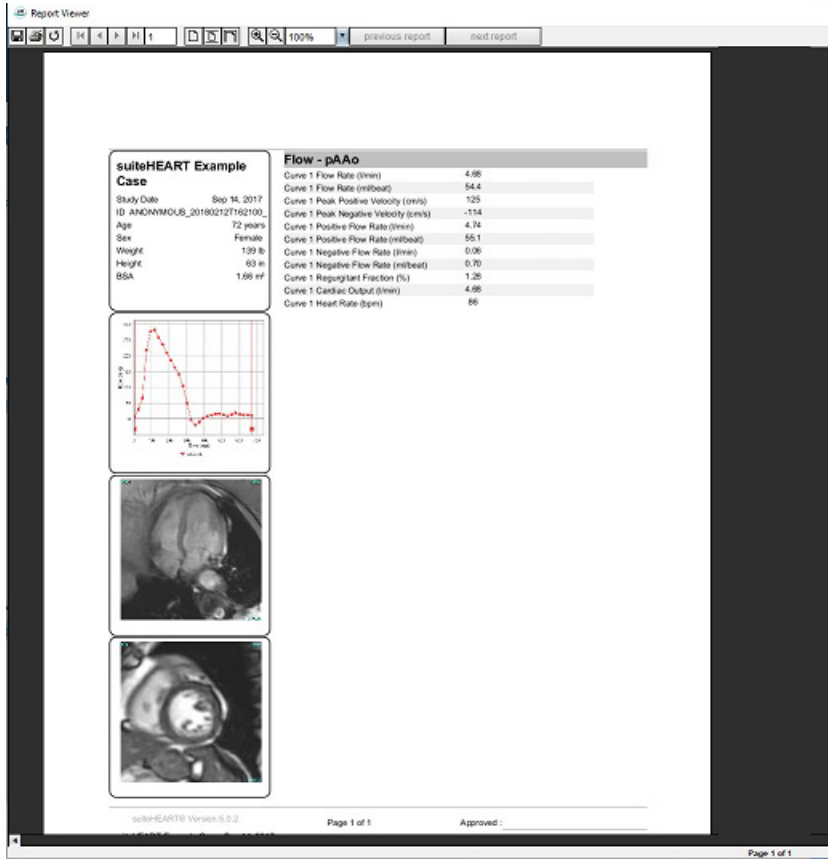 Report Viewer
1
100%
previous report
next report
suiteHEART Example
Case
Study Date Sep 14, 2017
ID ANONYMOUS_20180212T162100_
Age 72 years
Sex Female
Weight 139 lb
Height 63 in
BSA 1.66 m²
Flow - pAAo
Curve 1 Flow Rate (l/min) 4.68
Curve 1 Flow Rate (ml/beat) 54.4
Curve 1 Peak Positive Velocity (cm/s) 125
Curve 1 Peak Negative Velocity (cm/s) -114
Curve 1 Positive Flow Rate (l/min) 4.74
Curve 1 Positive Flow Rate (ml/beat) 55.1
Curve 1 Negative Flow Rate (l/min) 0.06
Curve 1 Negative Flow Rate (ml/beat) 0.70
Curve 1 Regurgitant Fraction (%) 1.28
Curve 1 Cardiac Output (l/min) 4.68
Curve 1 Heart Rate (bpm) 86
suiteHEART® Version 5.0.2
Page 1 of 1
Approved :
Page 1 of 1